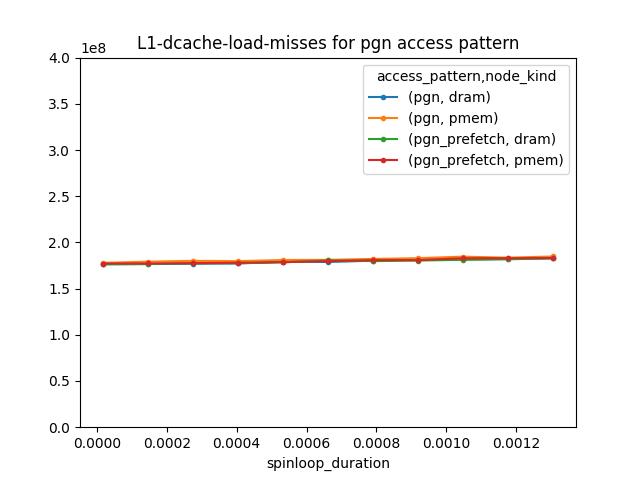 L1-dcache-load-misses for pgn access pattern
1e8
4.0
3.5
3.0
2.5
2.0
1.5
1.0
0.5
0.0
access_pattern,node_kind
(pgn, dram)
(pgn, pmem)
(pgn_prefetch, dram)
(pgn_prefetch, pmem)
0.0000 0.0002 0.0004 0.0006 0.0008 0.0010 0.0012
spinloop_duration